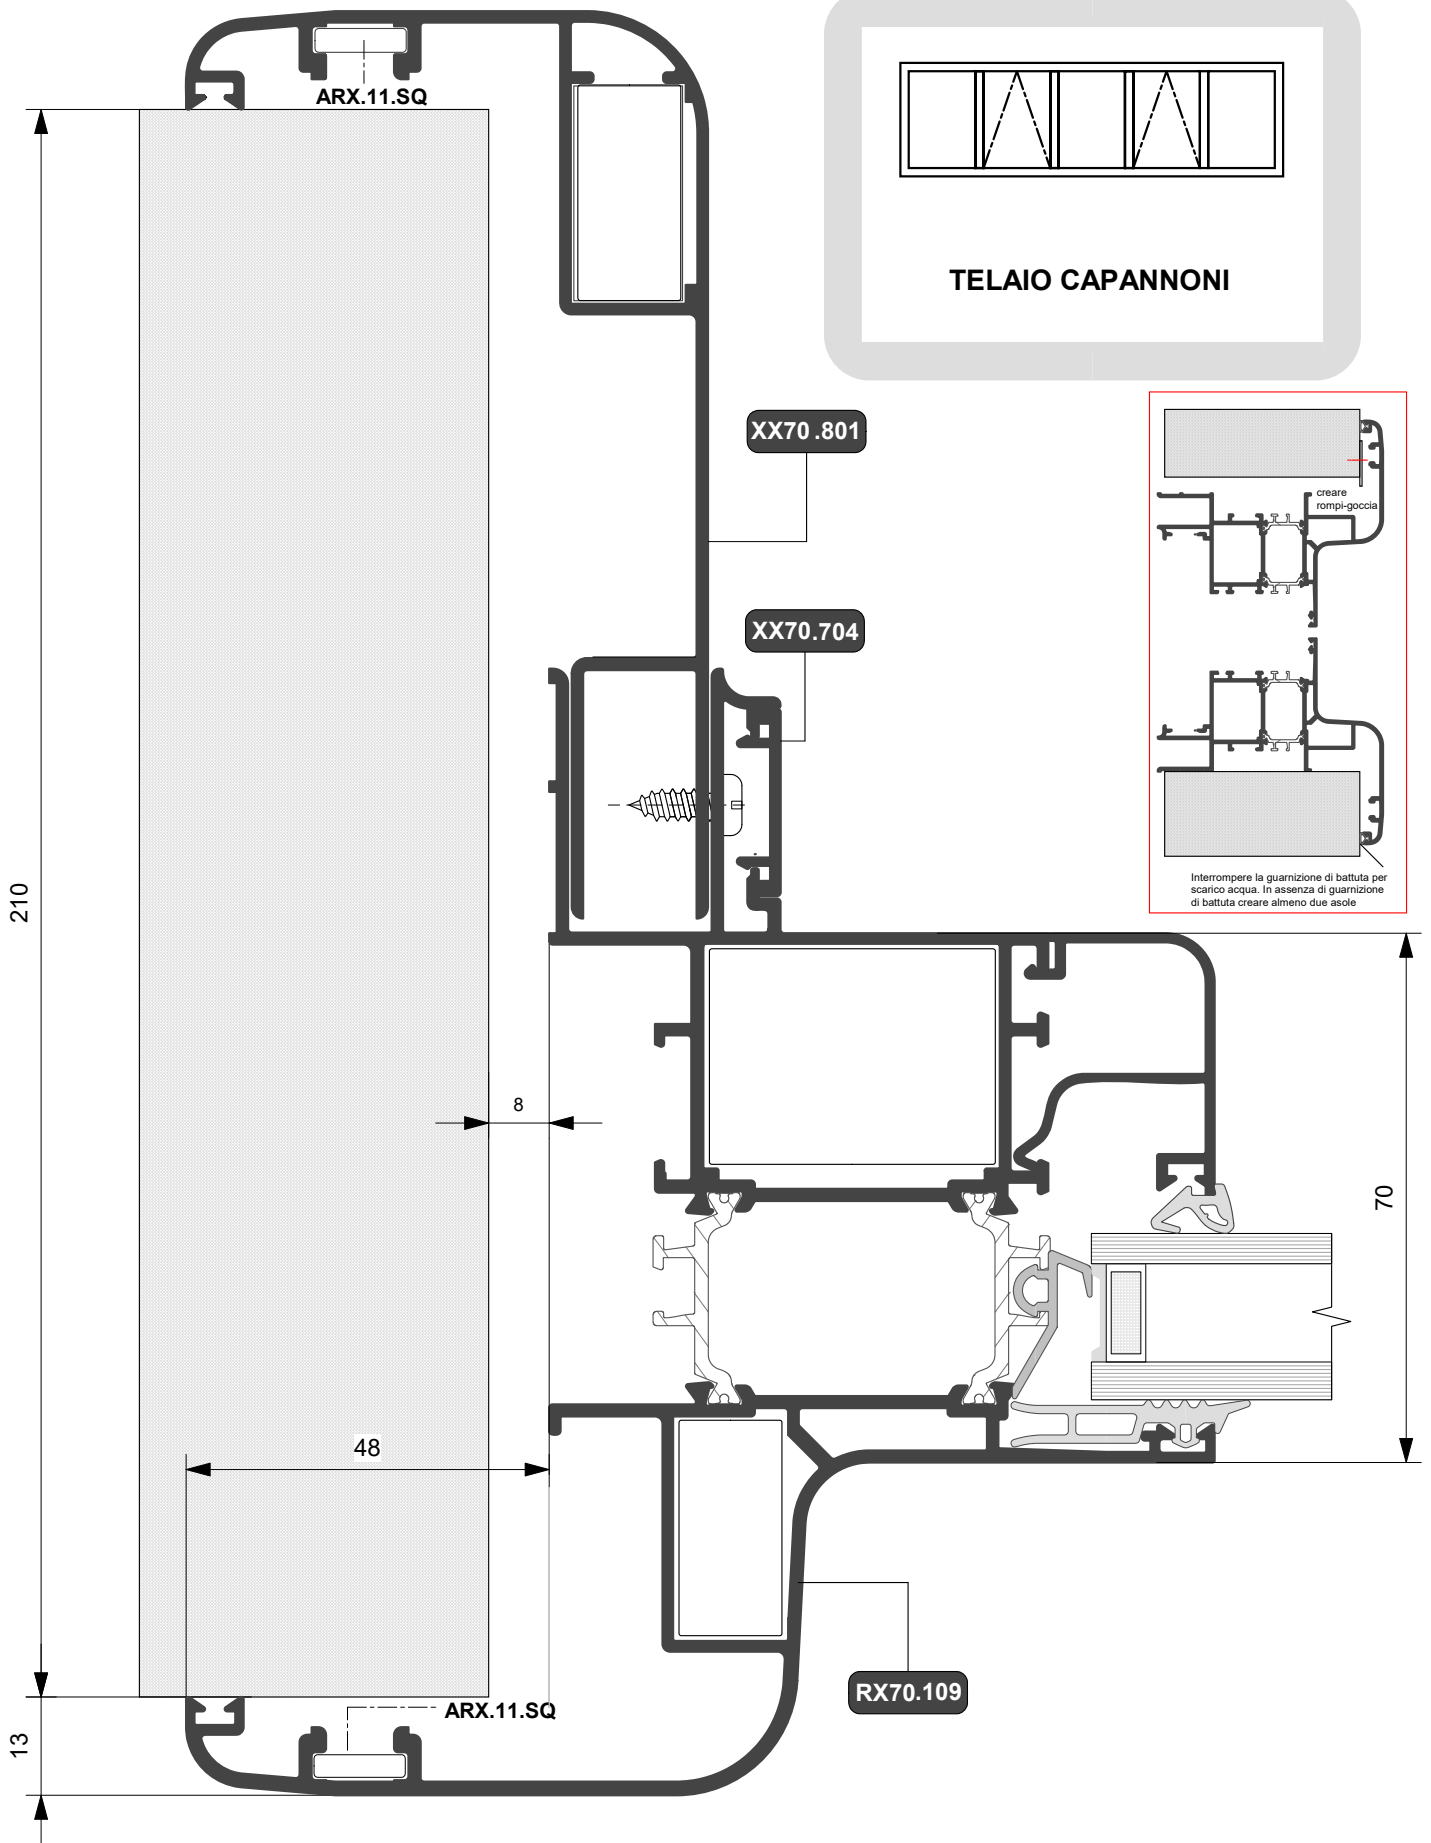 ARX.11.SQ
TELAIO CAPANNONI
XX70.801
creare
rompi-goccia
XX70.704
Interrompere la guarnizione di battuta per
scarico acqua. In assenza di guarnizione
di battuta creare almeno due asole
210
8
70
48
RX70.109
ARX.11.SQ
13